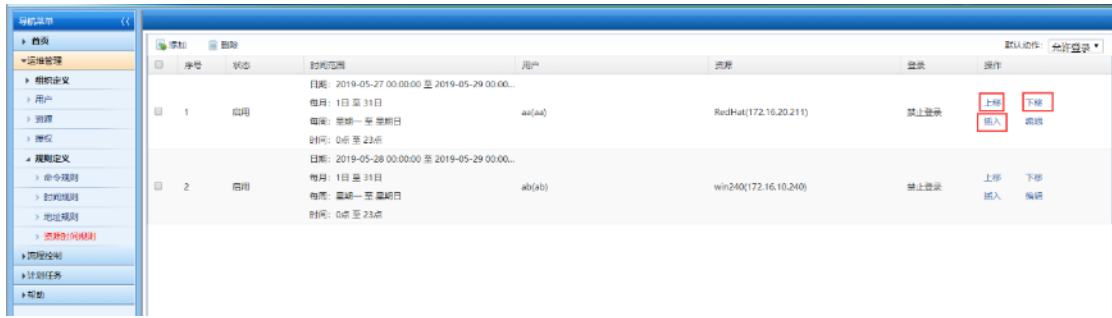 导航菜单
首页
运维管理
组织定义
用户
资源
授权
规则定义
命令规则
时间规则
地址规则
资源时间规则
流程控制
计划任务
帮助
添加 删除 默认动作: 允许登录
序号 状态 时间范围 用户 资源 登录 操作
日期: 2019-05-27 00:00:00 至 2019-05-29 00:00...
每月: 1日 至 31日
每周: 星期一 至 星期日
时间: 0点 至 23点
1 启用 aa(aa) RedHat(172.16.20.211) 禁止登录
上移 下移
插入 编辑
日期: 2019-05-28 00:00:00 至 2019-05-29 00:00...
每月: 1日 至 31日
每周: 星期一 至 星期日
时间: 0点 至 23点
2 启用 ab(ab) win240(172.16.10.240) 禁止登录
上移 下移
插入 编辑